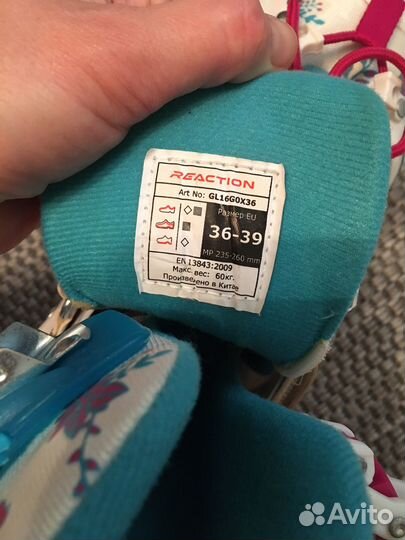 REACTION
Art No: GL16G0X36
Размер EU
36-39
MP 235-260 mm
EN 13843:2009
Макс. вес: 60кг.
Произведено в Китае
Avito